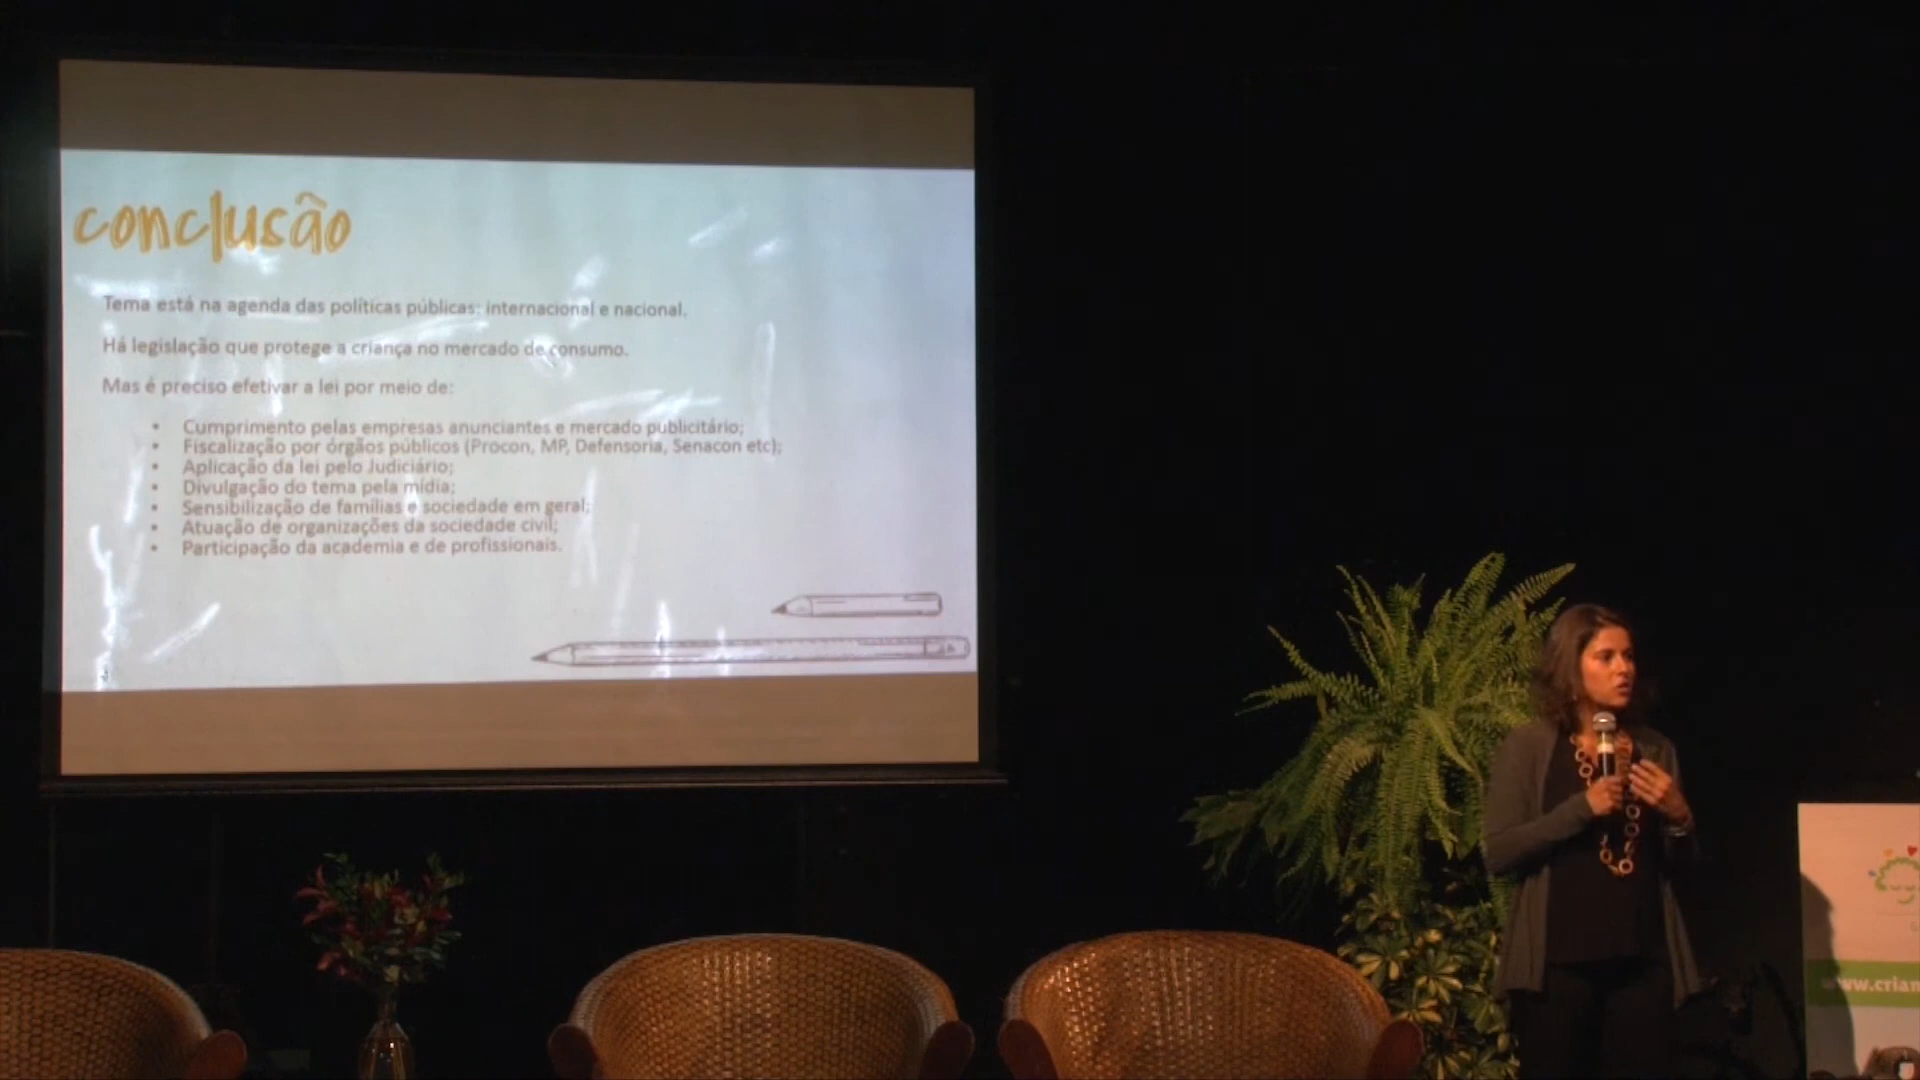 conclusão
Tema está na agenda das políticas públicas: internacional e nacional.
Há legislação que protege a criança no mercado de consumo.
Mas é preciso efetivar a lei por meio de:
• Cumprimento pelas empresas anunciantes e mercado publicitário;
• Fiscalização por órgãos públicos (Procon, MP, Defensoria, Senacon etc);
• Aplicação da lei pelo Judiciário;
• Divulgação do tema pela mídia;
• Sensibilização de famílias e sociedade em geral;
• Atuação de organizações da sociedade civil;
• Participação da academia e de profissionais.
www.crian